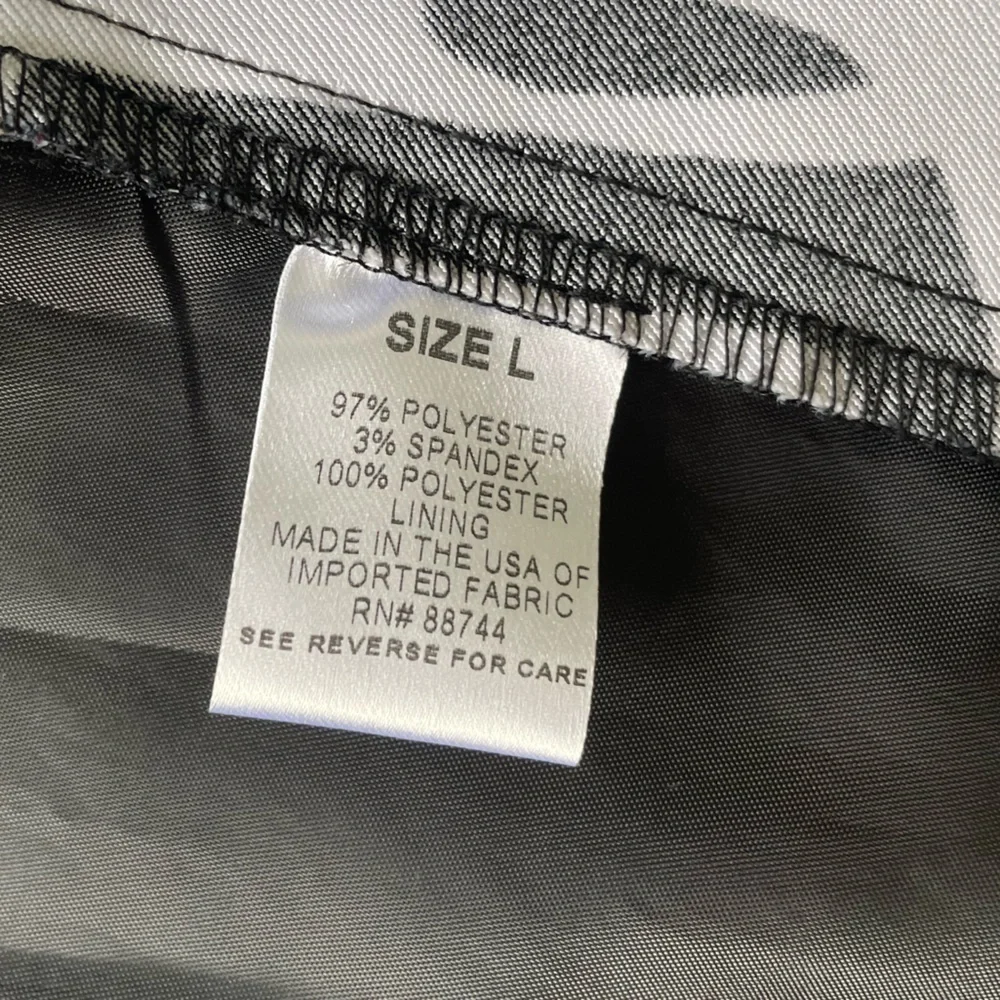 SIZE L
97% POLYESTER
3% SPANDEX
100% POLYESTER
LINING
MADE IN THE USA OF
IMPORTED FABRIC
RN# 88744
SEE REVERSE FOR CARE